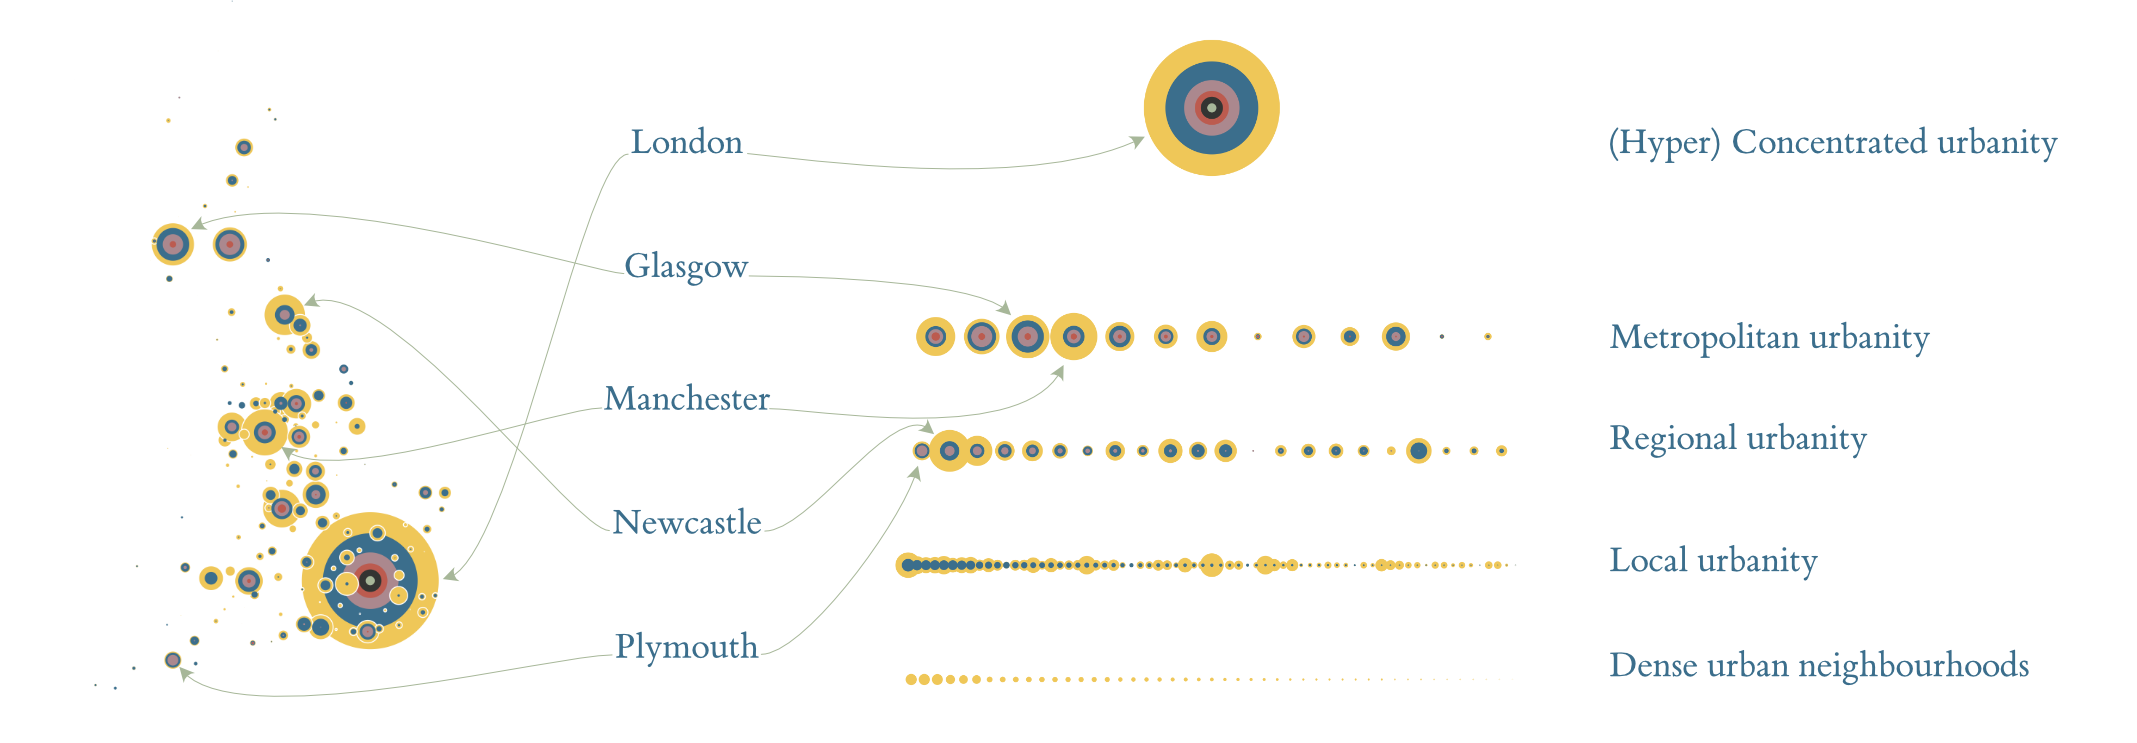 London
(Hyper) Concentrated urbanity
Glasgow
Metropolitan urbanity
Manchester
Regional urbanity
Newcastle
Local urbanity
Plymouth
Dense urban neighbourhoods